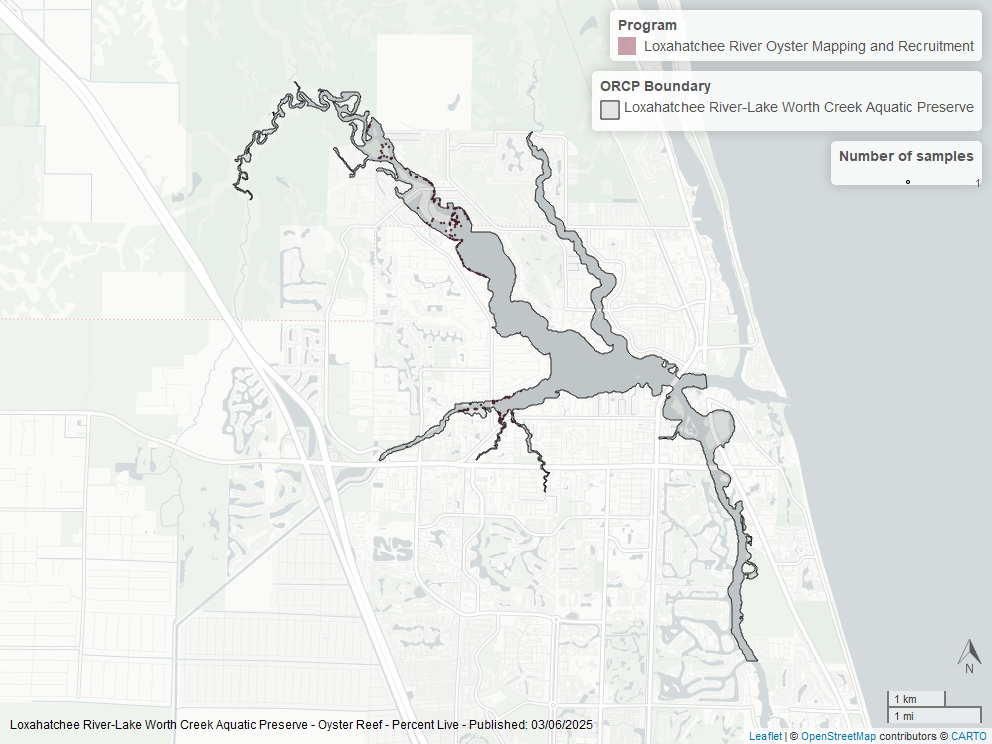 Program
Loxahatchee River Oyster Mapping and Recruitment
ORCP Boundary
Loxahatchee River-Lake Worth Creek Aquatic Preserve
Number of samples
1
N
1 km
1 mi
Loxahatchee River-Lake Worth Creek Aquatic Preserve - Oyster Reef - Percent Live - Published: 03/06/2025
Leaflet | © OpenStreetMap contributors © CARTO